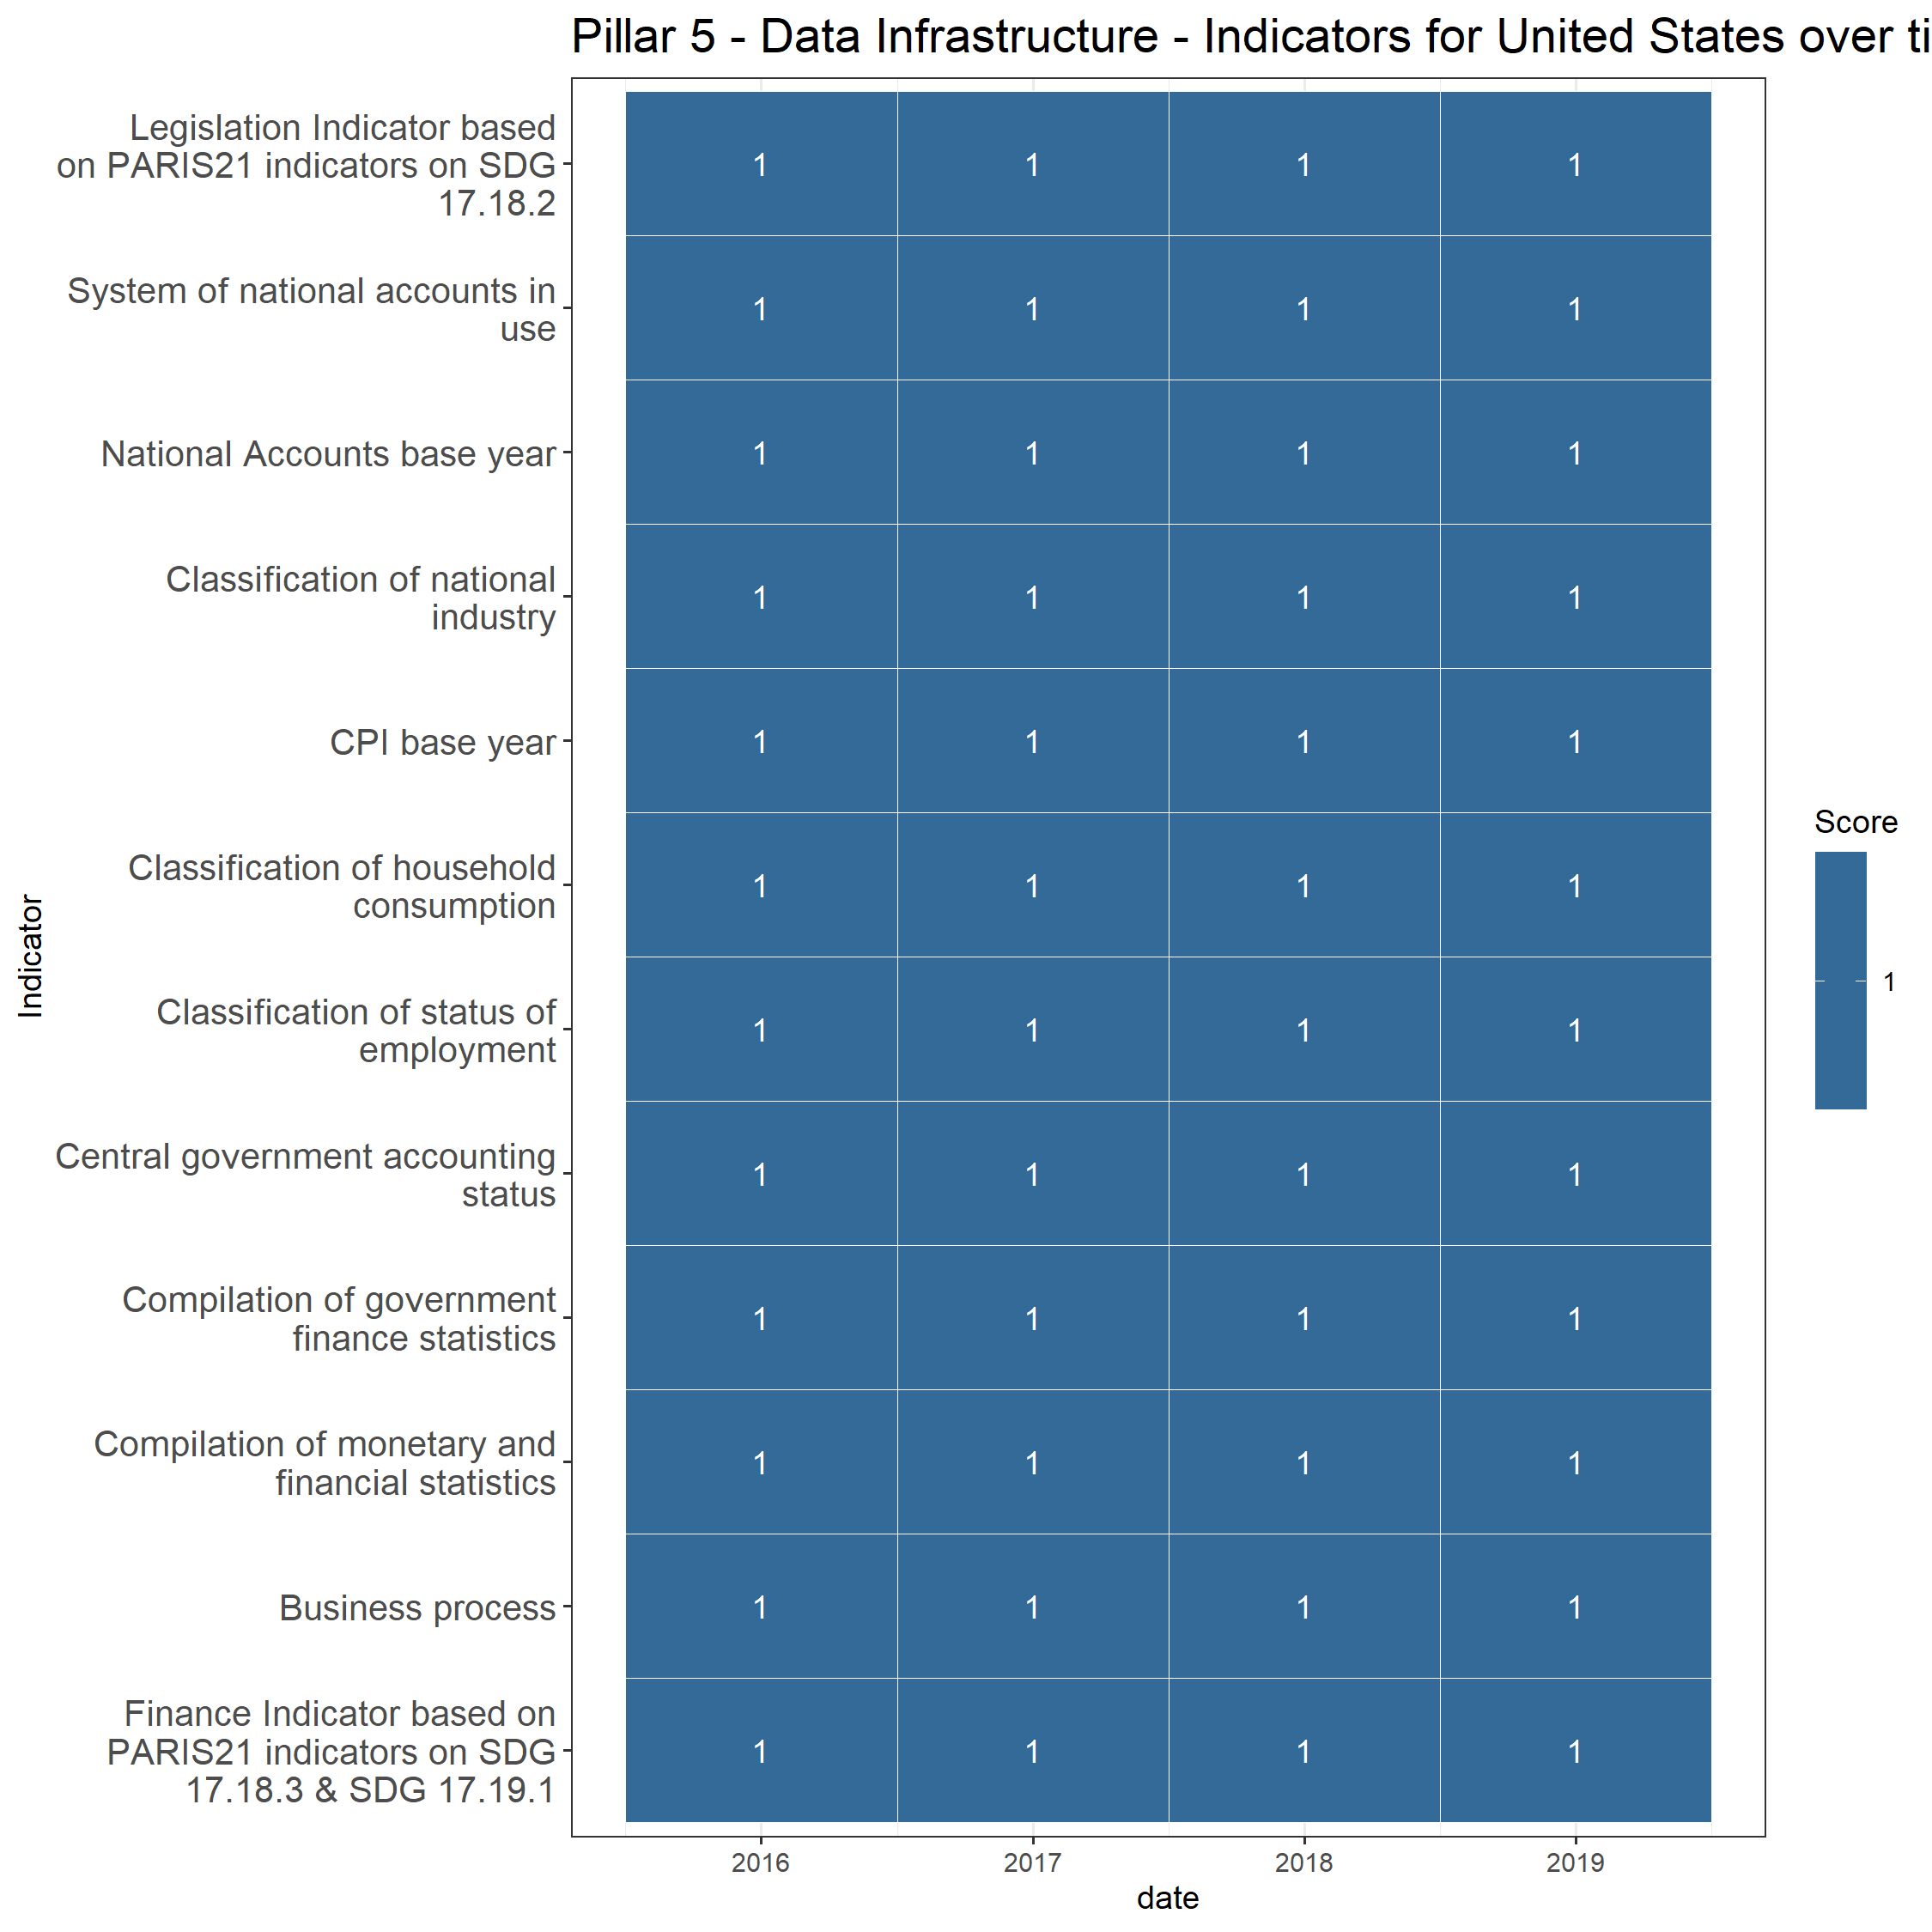 Pillar 5 - Data Infrastructure - Indicators for United States over ti
Legislation Indicator based
on PARIS21 indicators on SDG
17.18.2
1 1 1 1
System of national accounts in
use
1 1 1 1
National Accounts base year
1 1 1 1
Classification of national
industry
1 1 1 1
CPI base year
1 1 1 1
Classification of household
consumption
1 1 1 1
Classification of status of
employment
1 1 1 1
Central government accounting
status
1 1 1 1
Compilation of government
finance statistics
1 1 1 1
Compilation of monetary and
financial statistics
1 1 1 1
Business process
1 1 1 1
Finance Indicator based on
PARIS21 indicators on SDG
17.18.3 & SDG 17.19.1
1 1 1 1
2016 2017 2018 2019
date
Indicator
Score
1